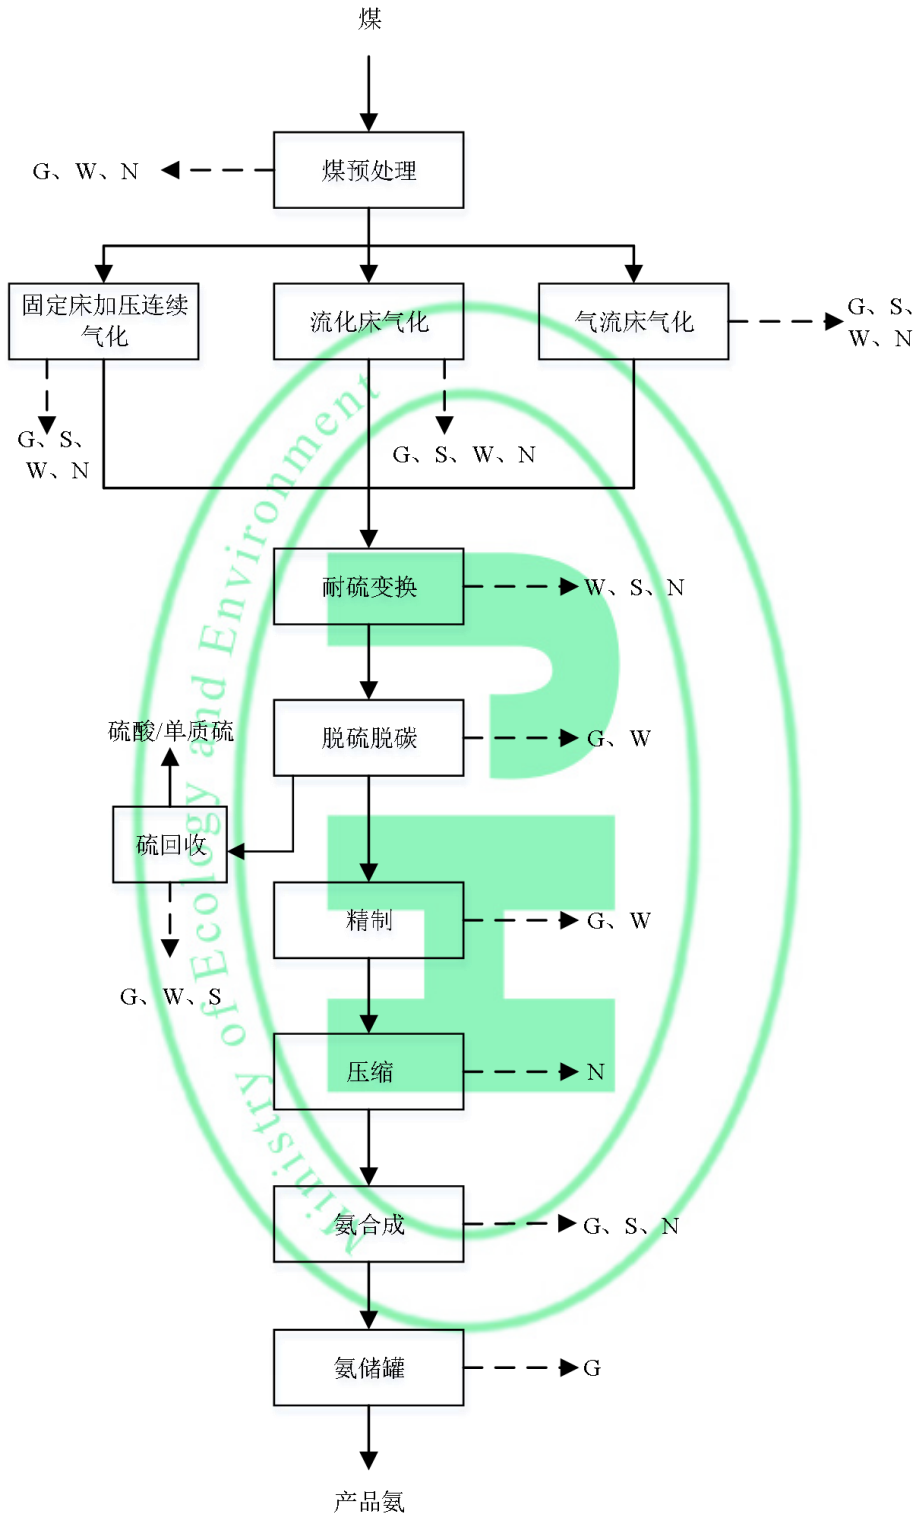 煤
煤预处理
G、W、N
固定床加压连续
气化
流化床气化
气流床气化
G、S、
W、N
G、S、
W、N
G、S、W、N
耐硫变换
W、S、N
脱硫脱碳
G、W
硫酸/单质硫
硫回收
G、W、S
精制
G、W
压缩
N
氨合成
G、S、N
氨储罐
G
产品氨
Ministry of Ecology and Environment